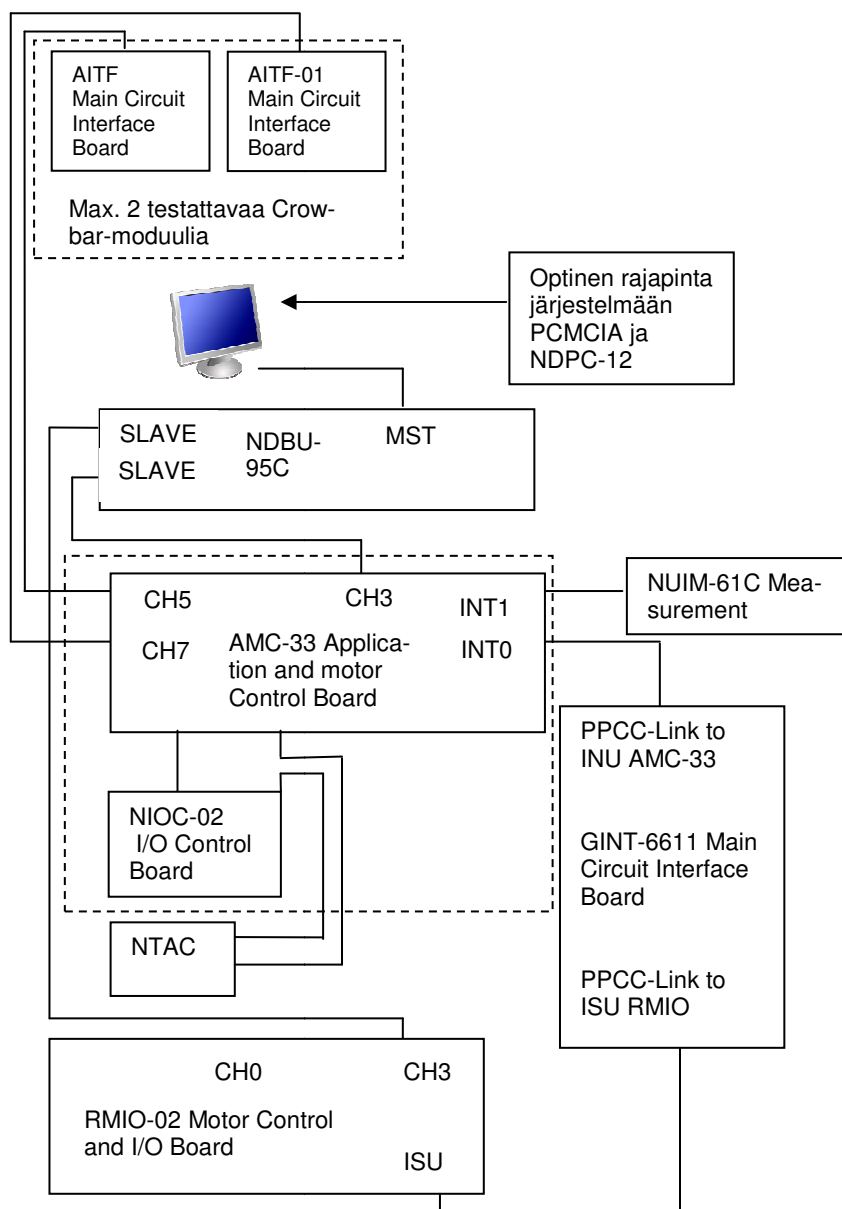 AITF
Main Circuit
Interface
Board
AITF-01
Main Circuit
Interface
Board
Max. 2 testattavaa Crow-
bar-moduulia
Optinen rajapinta
järjestelmään
PCMCIA ja
NDPC-12
SLAVE
SLAVE
NDBU-
95C
MST
CH5
CH3
INT1
CH7
AMC-33 Applica-
tion and motor
Control Board
INT0
NUIM-61C Mea-
surement
PPCC-Link to
INU AMC-33
GINT-6611 Main
Circuit Interface
Board
PPCC-Link to
ISU RMIO
NIOC-02
I/O Control
Board
NTAC
CH0
CH3
RMIO-02 Motor Control
and I/O Board
ISU